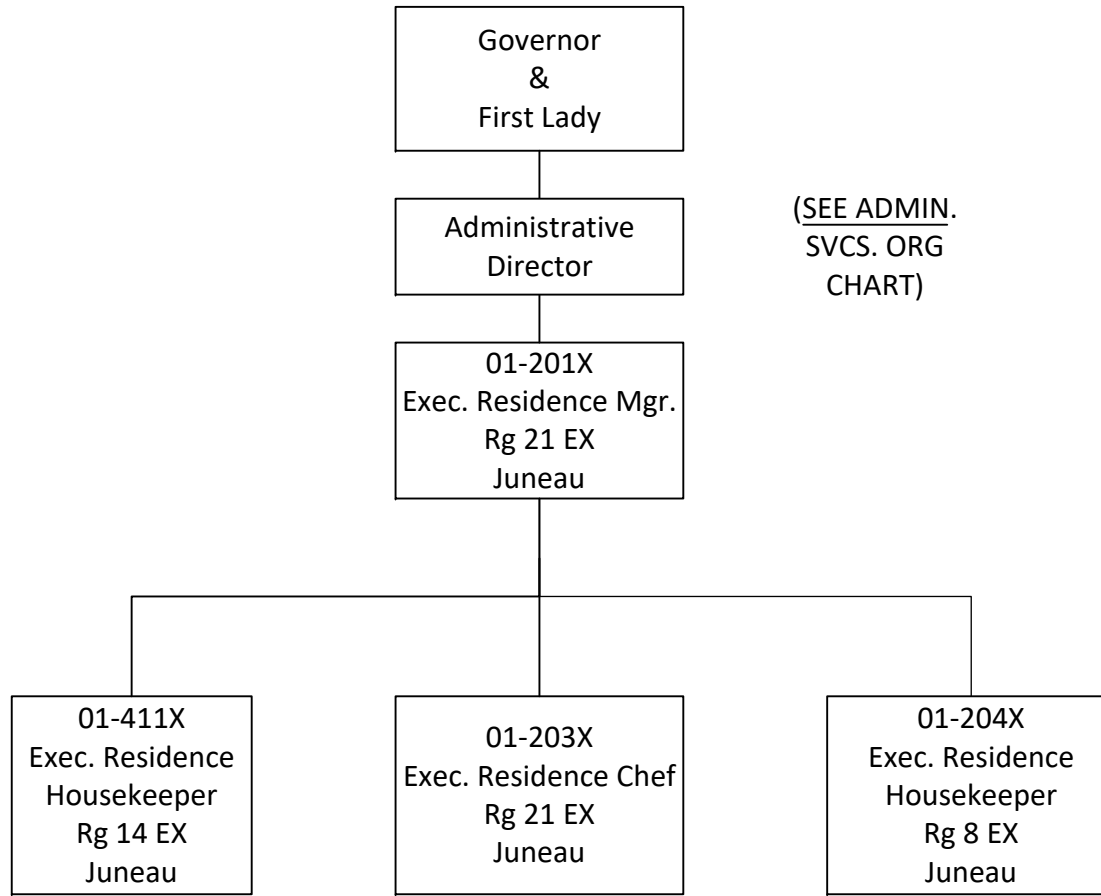 Governor
&
First Lady
Administrative
Director
(SEE ADMIN.
SVCS. ORG
CHART)
01-201X
Exec. Residence Mgr.
Rg 21 EX
Juneau
01-411X
Exec. Residence
Housekeeper
Rg 14 EX
Juneau
01-203X
Exec. Residence Chef
Rg 21 EX
Juneau
01-204X
Exec. Residence
Housekeeper
Rg 8 EX
Juneau